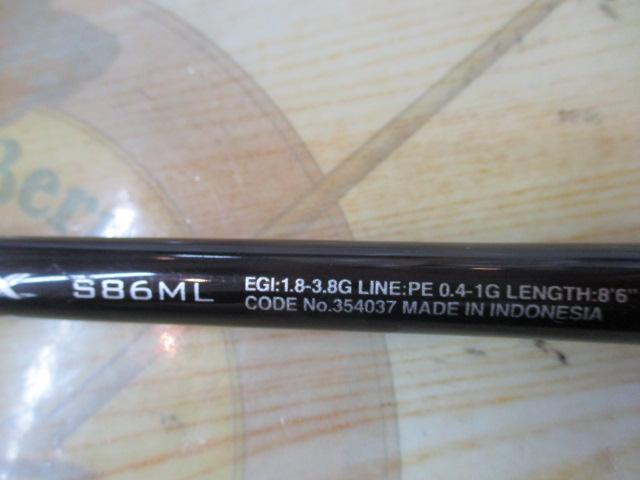 S86ML EGI:1.8-3.8G LINE:PE 0.4-1G LENGTH:8'6"
CODE No.354037 MADE IN INDONESIA